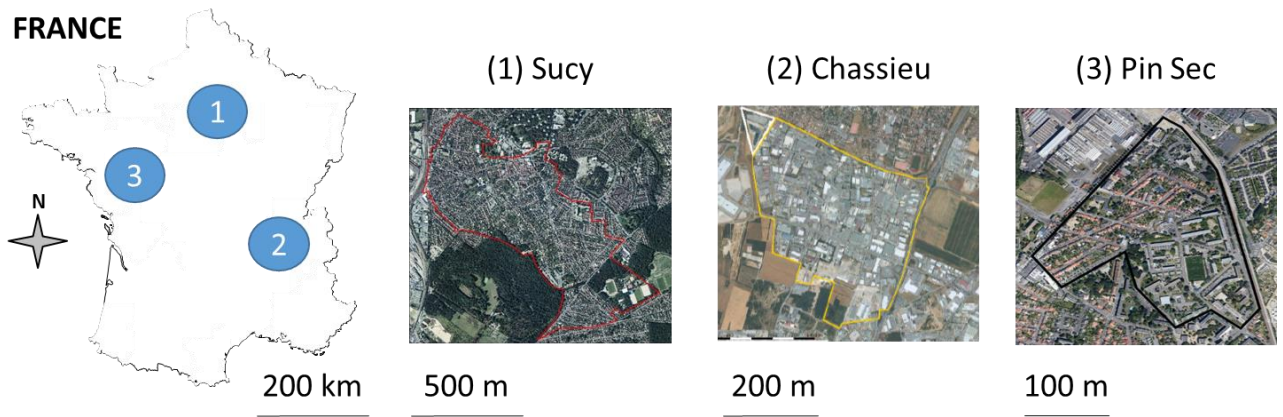 FRANCE
1
2
3
N
200 km
(1) Sucy
500 m
(2) Chassieu
200 m
(3) Pin Sec
100 m